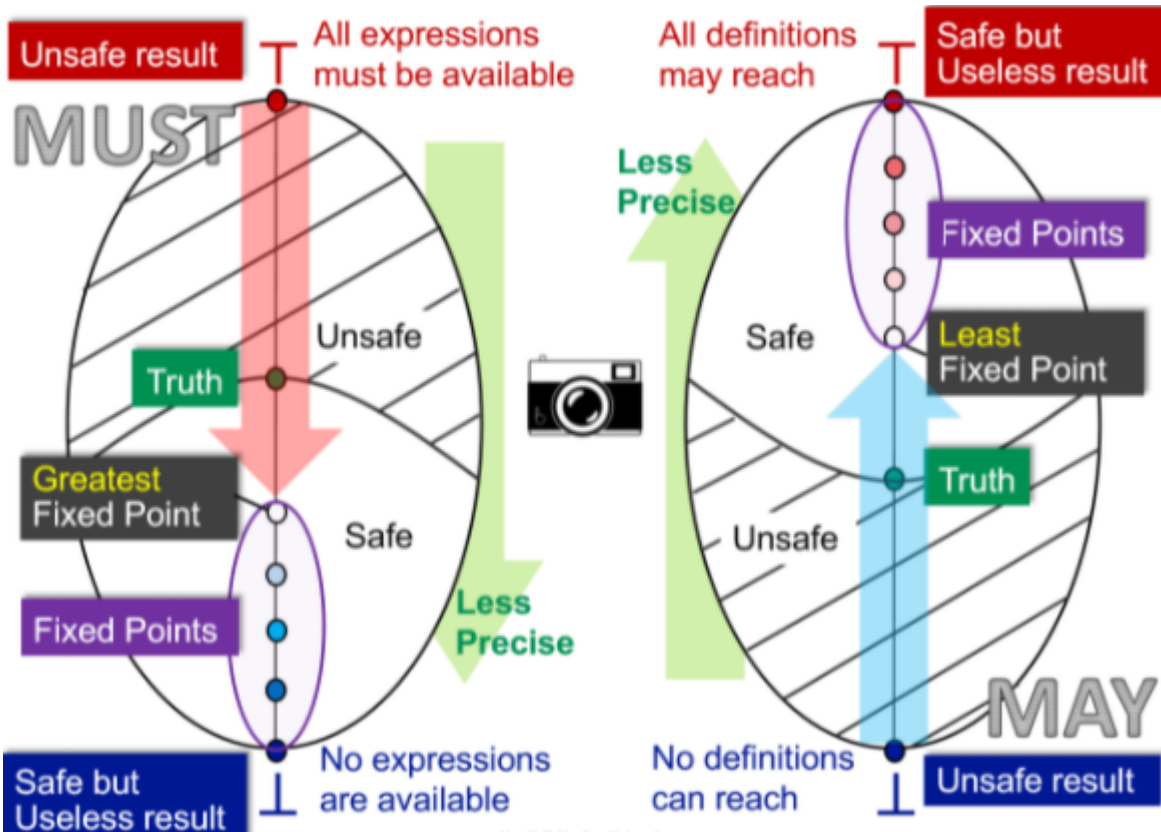 Unsafe result
⊤
All expressions
must be available
MUST
Unsafe
Truth
Greatest
Fixed Point
Safe
Fixed Points
Less
Precise
Safe but
Useless result
⊥
No expressions
are available
All definitions
may reach
⊤
Safe but
Useless result
Less
Precise
Fixed Points
Safe
Least
Fixed Point
Truth
Unsafe
MAY
No definitions
can reach
⊥
Unsafe result